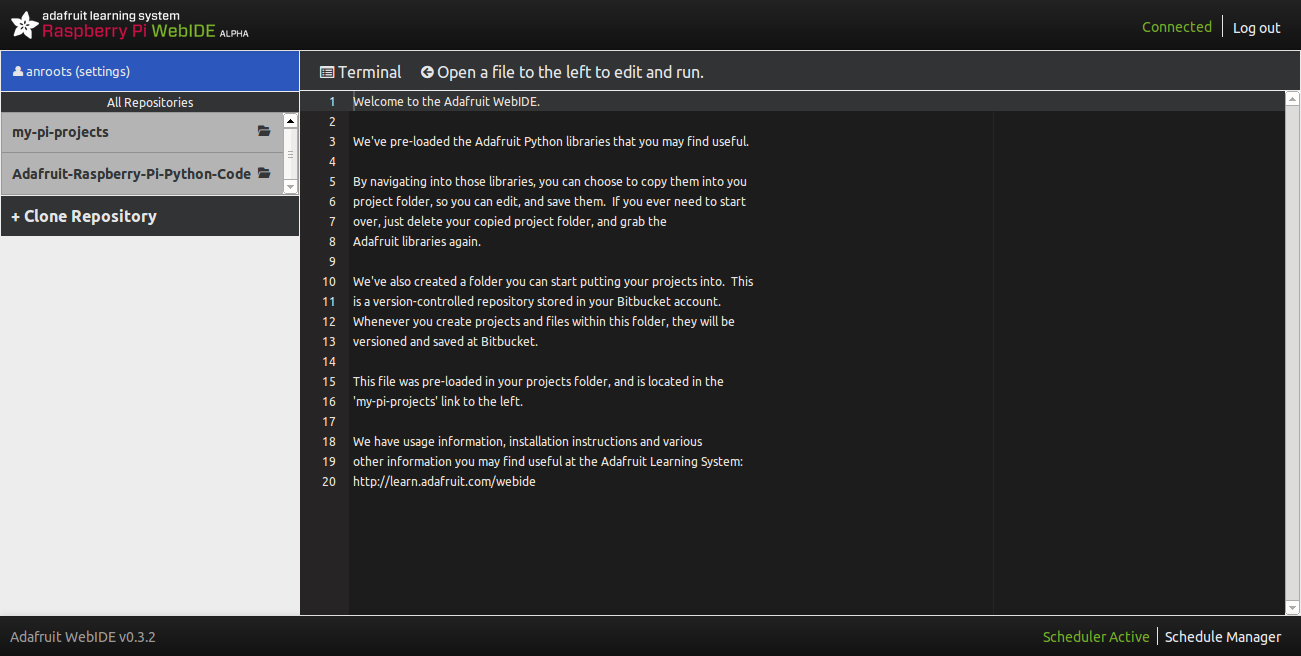 adafruit learning system
Raspberry Pi WebIDE ALPHA
Connected
Log out
anroots (settings)
Terminal
Open a file to the left to edit and run.
All Repositories
my-pi-projects
Adafruit-Raspberry-Pi-Python-Code
+ Clone Repository
1 Welcome to the Adafruit WebIDE.
2
3 We've pre-loaded the Adafruit Python libraries that you may find useful.
4
5 By navigating into those libraries, you can choose to copy them into you
6 project folder, so you can edit, and save them.  If you ever need to start
7 over, just delete your copied project folder, and grab the
8 Adafruit libraries again.
9
10 We've also created a folder you can start putting your projects into.  This
11 is a version-controlled repository stored in your Bitbucket account.
12 Whenever you create projects and files within this folder, they will be
13 versioned and saved at Bitbucket.
14
15 This file was pre-loaded in your projects folder, and is located in the
16 'my-pi-projects' link to the left.
17
18 We have usage information, installation instructions and various
19 other information you may find useful at the Adafruit Learning System:
20 http://learn.adafruit.com/webide
Adafruit WebIDE v0.3.2
Scheduler Active
Schedule Manager